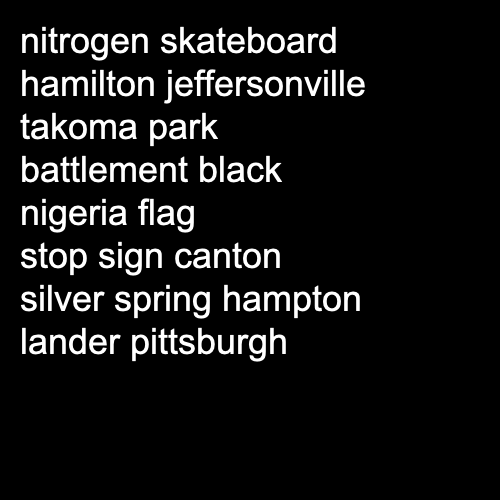 nitrogen skateboard
hamilton jeffersonville
takoma park
battlement black
nigeria flag
stop sign canton
silver spring hampton
lander pittsburgh